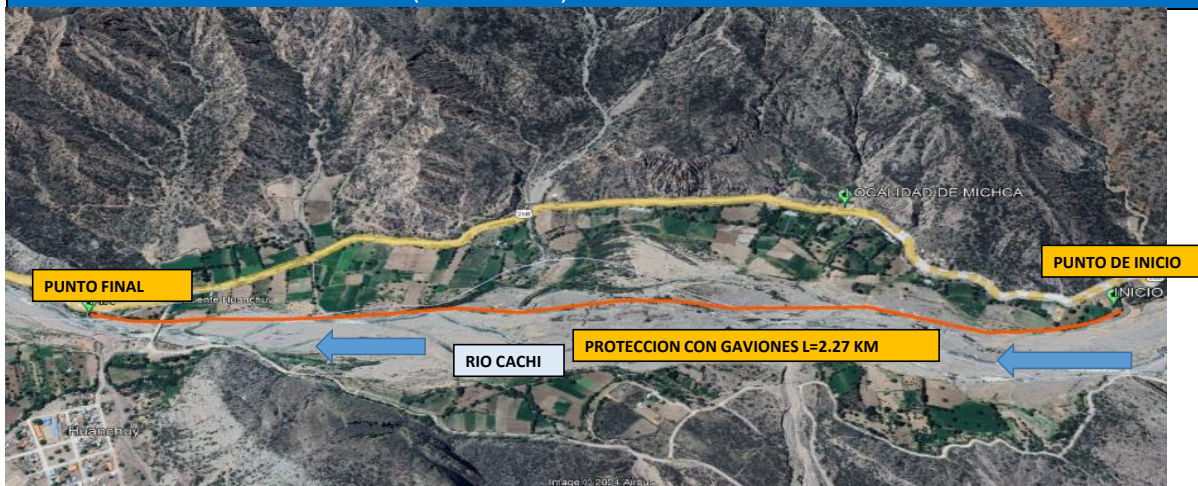 LOCALIDAD DE MICHCA
PUNTO DE INICIO
PUNTO FINAL
INICIO
PROTECCION CON GAVIONES L=2.27 KM
RIO CACHI
Huanchuy
Image © 2024 Airbus